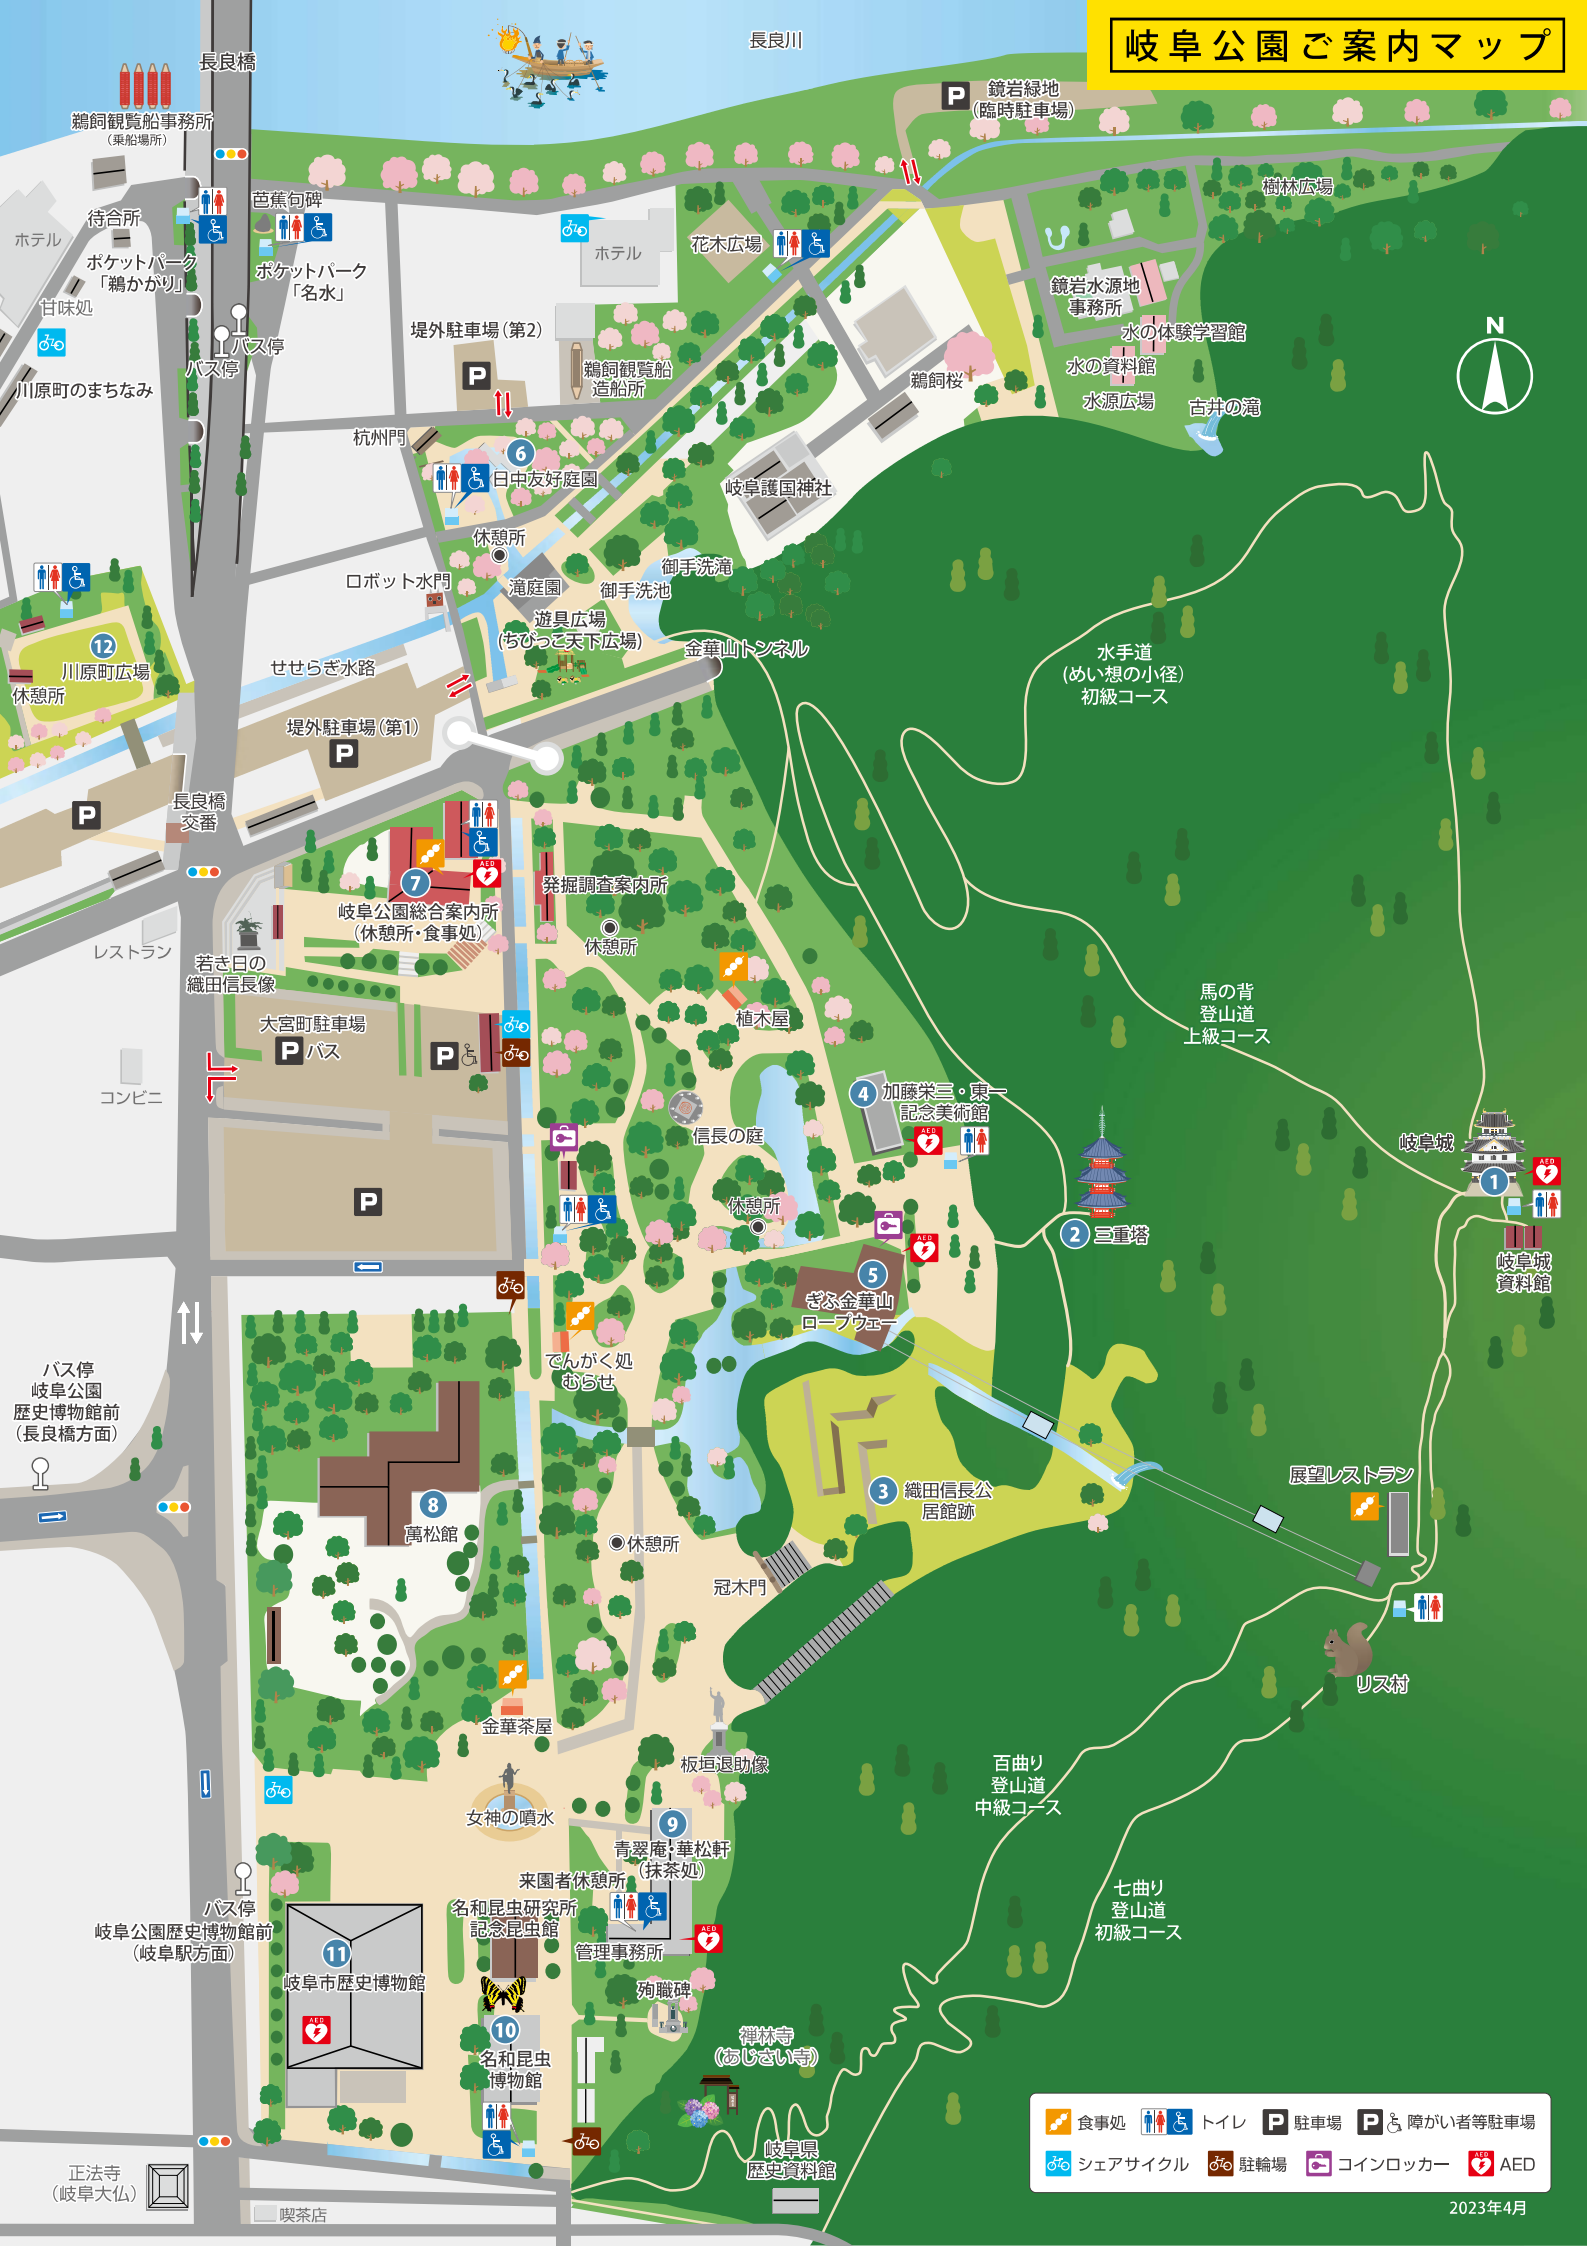 岐阜公園ご案内マップ
長良川
長良橋
鵜飼観覧船事務所
(乗船場所)
鏡岩緑地
(臨時駐車場)
待合所
ホテル
芭蕉句碑
ポケットパーク
「鵜かがり」
ポケットパーク
「名水」
甘味処
バス停
バス停
川原町のまちなみ
ホテル
花木広場
樹林広場
鏡岩水源地
事務所
水の体験学習館
水の資料館
水源広場
古井の滝
N
堤外駐車場(第2)
P
鵜飼観覧船
造船所
鵜飼桜
杭州門
6
日中友好庭園
岐阜護国神社
休憩所
御手洗滝
御手洗池
滝庭園
ロボット水門
遊具広場
(ちびっこ天下広場)
金華山トンネル
12
川原町広場
休憩所
せせらぎ水路
堤外駐車場(第1)
P
P
長良橋
交番
水手道
(めい想の小径)
初級コース
7
AED
岐阜公園総合案内所
(休憩所・食事処)
発掘調査案内所
休憩所
レストラン
若き日の
織田信長像
植木屋
大宮町駐車場
P バス
P
コンビニ
馬の背
登山道
上級コース
4
加藤栄三・東一
記念美術館
AED
信長の庭
P
休憩所
岐阜城
1
AED
2
三重塔
岐阜城
資料館
AED
5
ぎふ金華山
ロープウェー
でんがく処
むらせ
バス停
岐阜公園
歴史博物館前
(長良橋方面)
3
織田信長公
居館跡
展望レストラン
8
萬松館
休憩所
冠木門
リス村
金華茶屋
板垣退助像
百曲り
登山道
中級コース
女神の噴水
9
青翠庵・華松軒
(抹茶処)
来園者休憩所
七曲り
登山道
初級コース
バス停
岐阜公園歴史博物館前
(岐阜駅方面)
名和昆虫研究所
記念昆虫館
管理事務所
AED
11
岐阜市歴史博物館
AED
殉職碑
10
名和昆虫
博物館
禅林寺
(あじさい寺)
岐阜県
歴史資料館
正法寺
(岐阜大仏)
喫茶店
食事処 トイレ P 駐車場 P 障がい者等駐車場
シェアサイクル 駐輪場 コインロッカー AED AED
2023年4月
P